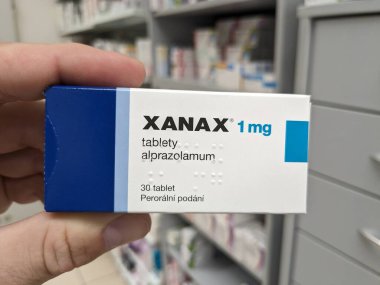 XANAX® 1 mg
tablety
alprazolamum
30 tablet
Perorální podání